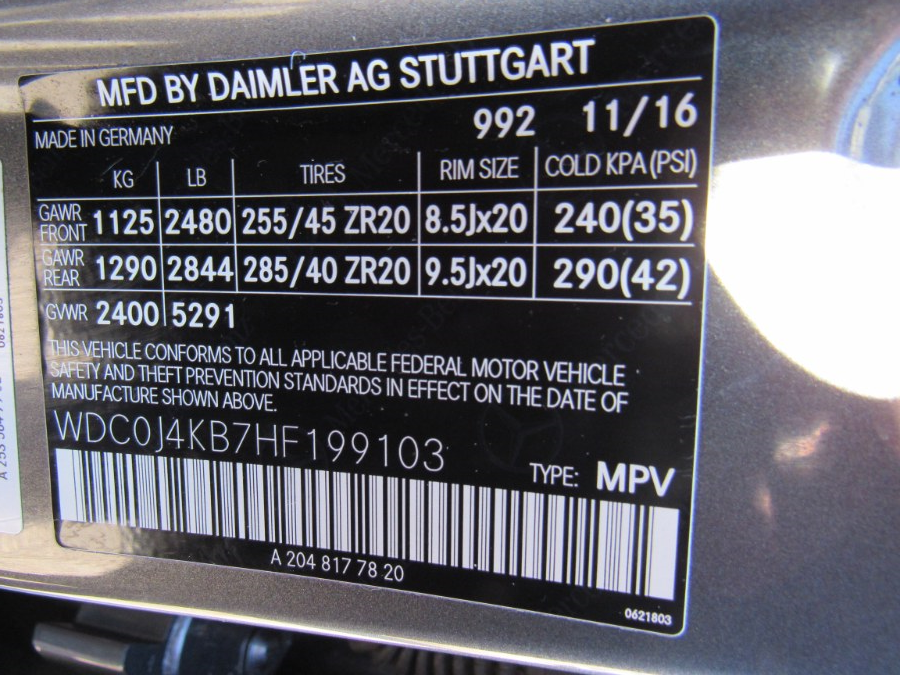 MFD BY DAIMLER AG STUTTGART
MADE IN GERMANY 992 11/16
KG LB TIRES RIM SIZE COLD KPA (PSI)
GAWR FRONT 1125 2480 255/45 ZR20 8.5Jx20 240(35)
GAWR REAR 1290 2844 285/40 ZR20 9.5Jx20 290(42)
GVWR 2400 5291
THIS VEHICLE CONFORMS TO ALL APPLICABLE FEDERAL MOTOR VEHICLE
SAFETY AND THEFT PREVENTION STANDARDS IN EFFECT ON THE DATE OF
MANUFACTURE SHOWN ABOVE.
WDC0J4KB7HF199103
TYPE: MPV
A 204 817 78 20
0621803